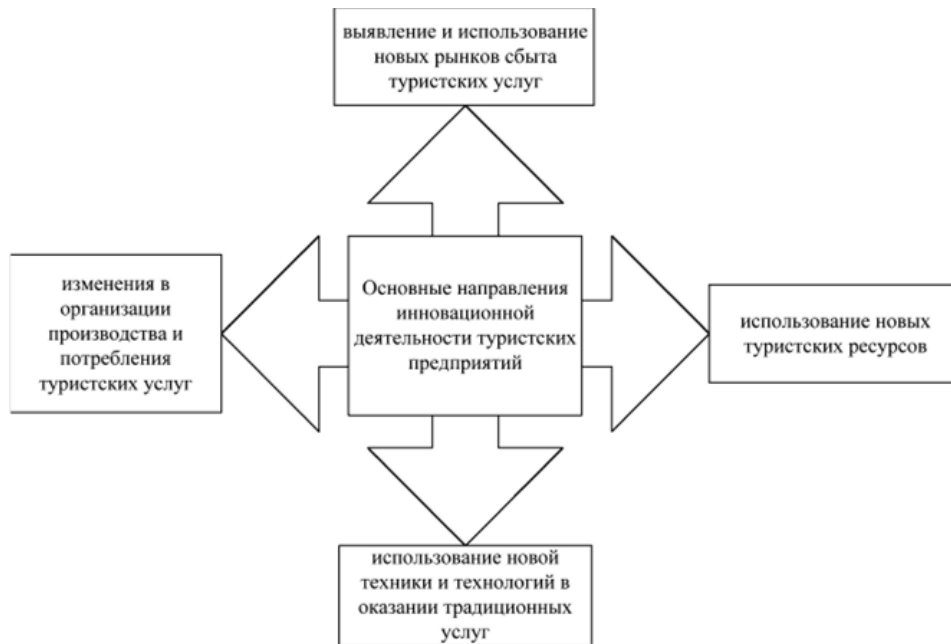 выявление и использование
новых рынков сбыта
туристских услуг
изменения в
организации
производства и
потребления
туристских услуг
Основные направления
инновационной
деятельности туристских
предприятий
использование новых
туристских ресурсов
использование новой
техники и технологий в
оказании традиционных
услуг